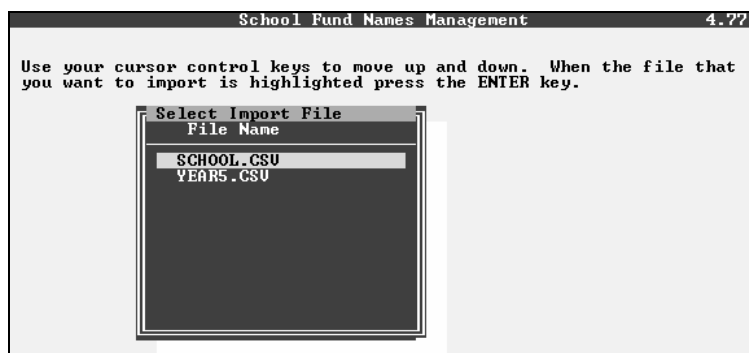 School Fund Names Management 4.77
Use your cursor control keys to move up and down. When the file that
you want to import is highlighted press the ENTER key.
Select Import File
File Name
SCHOOL.CSV
YEAR5.CSV